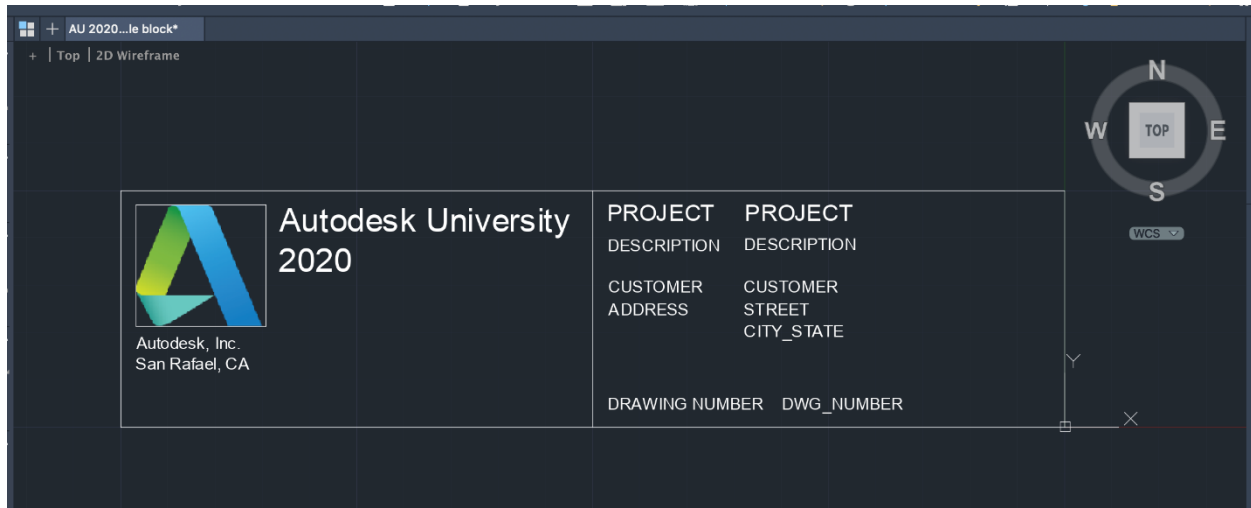 AU 2020...le block*
+ | Top | 2D Wireframe
N
W TOP E
S
WCS
Autodesk University
2020
Autodesk, Inc.
San Rafael, CA
PROJECT PROJECT
DESCRIPTION DESCRIPTION
CUSTOMER CUSTOMER
ADDRESS STREET
CITY_STATE
DRAWING NUMBER DWG_NUMBER
Y
X